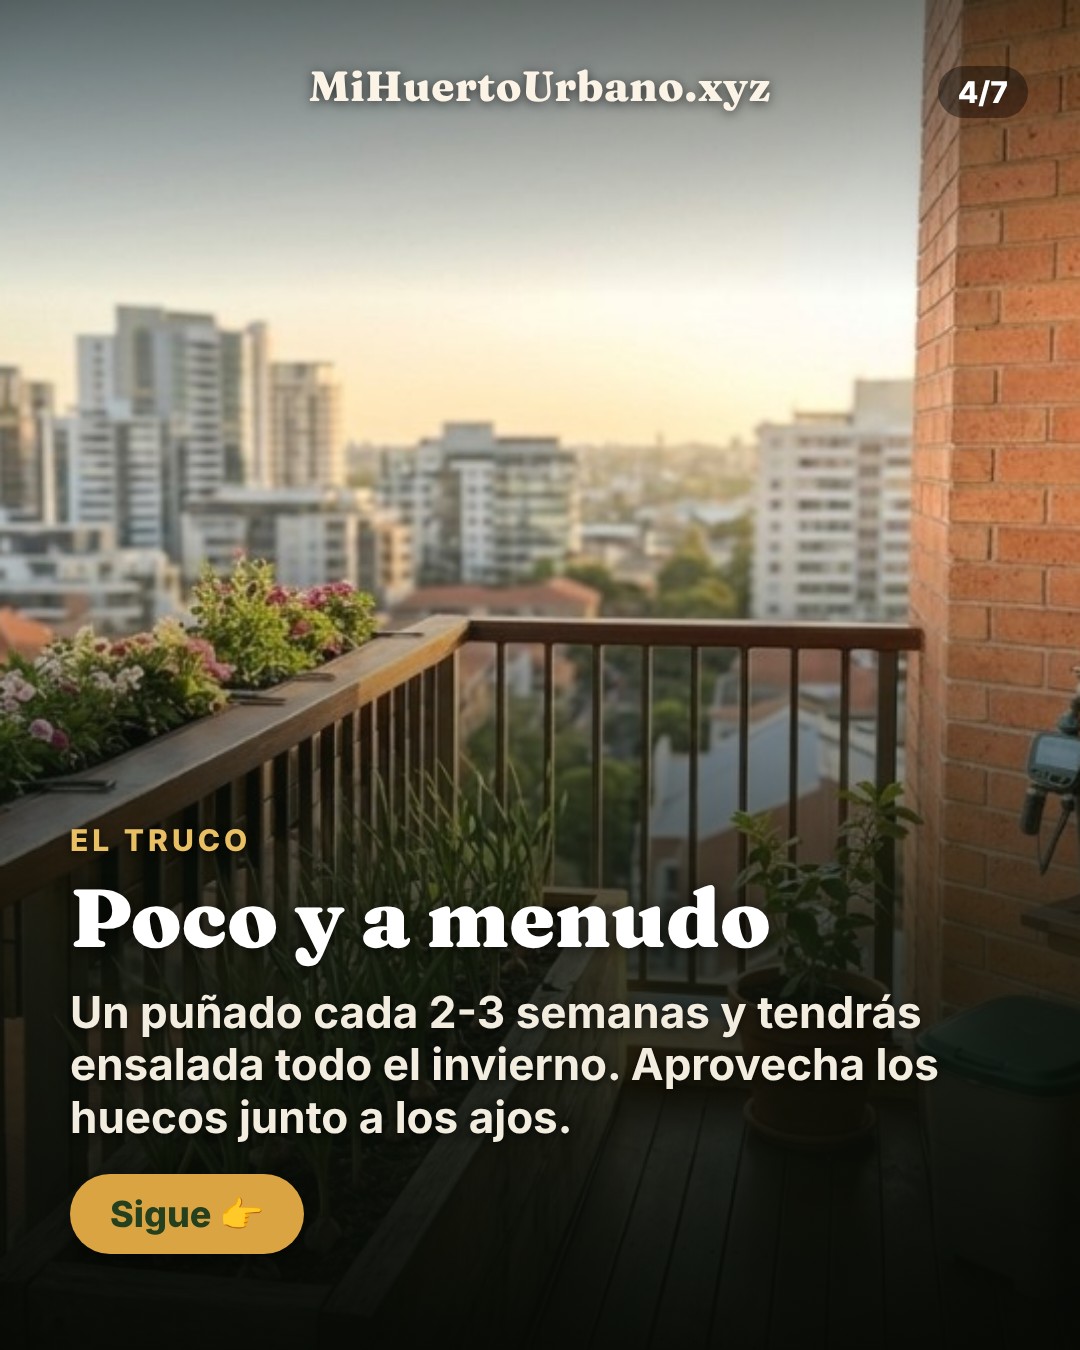 MiHuertoUrbano.xyz
4/7
EL TRUCO
Poco y a menudo
Un puñado cada 2-3 semanas y tendrás
ensalada todo el invierno. Aprovecha los
huecos junto a los ajos.
Sigue 👉